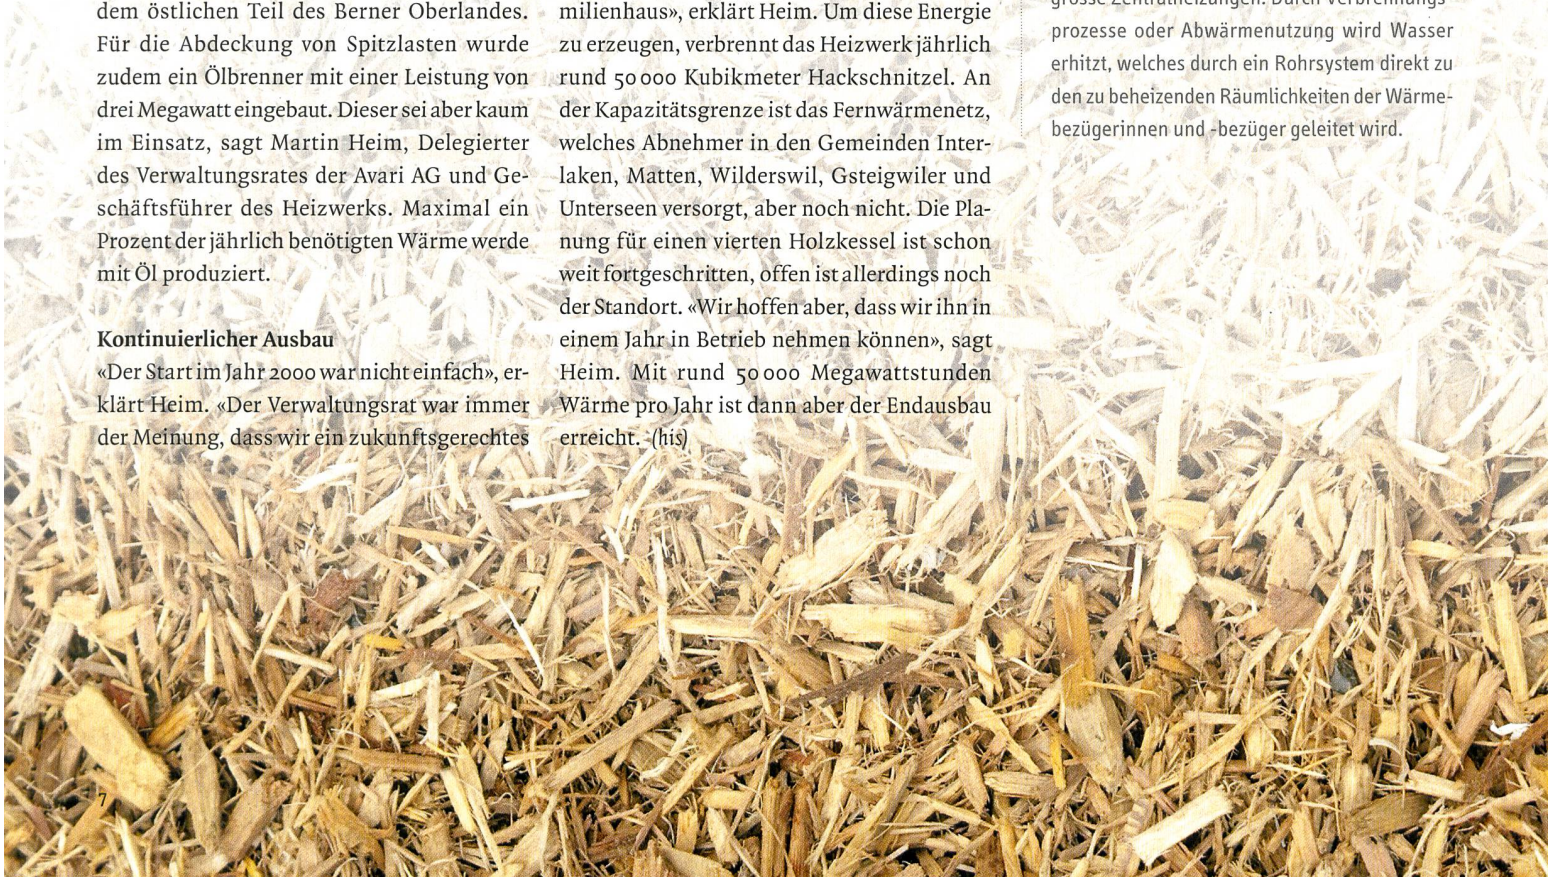 dem östlichen Teil des Berner Oberlandes.
Für die Abdeckung von Spitzlasten wurde
zudem ein Ölbrenner mit einer Leistung von
drei Megawatt eingebaut. Dieser sei aber kaum
im Einsatz, sagt Martin Heim, Delegierter
des Verwaltungsrates der Avari AG und Ge-
schäftsführer des Heizwerks. Maximal ein
Prozent der jährlich benötigten Wärme werde
mit Öl produziert.
Kontinuierlicher Ausbau
«Der Start im Jahr 2000 war nicht einfach», er-
klärt Heim. «Der Verwaltungsrat war immer
der Meinung, dass wir ein zukunftsgerechtes
milienhaus», erklärt Heim. Um diese Energie
zu erzeugen, verbrennt das Heizwerk jährlich
rund 50 000 Kubikmeter Hackschnitzel. An
der Kapazitätsgrenze ist das Fernwärmenetz,
welches Abnehmer in den Gemeinden Inter-
laken, Matten, Wilderswil, Gsteigwiler und
Unterseen versorgt, aber noch nicht. Die Pla-
nung für einen vierten Holzkessel ist schon
weit fortgeschritten, offen ist allerdings noch
der Standort. «Wir hoffen aber, dass wir ihn in
einem Jahr in Betrieb nehmen können», sagt
Heim. Mit rund 50 000 Megawattstunden
Wärme pro Jahr ist dann aber der Endausbau
erreicht. (his)
grosse Zentralheizungen. Durch Verbrennungs-
prozesse oder Abwärmenutzung wird Wasser
erhitzt, welches durch ein Rohrsystem direkt zu
den zu beheizenden Räumlichkeiten der Wärme-
bezügerinnen und -bezüger geleitet wird.
7